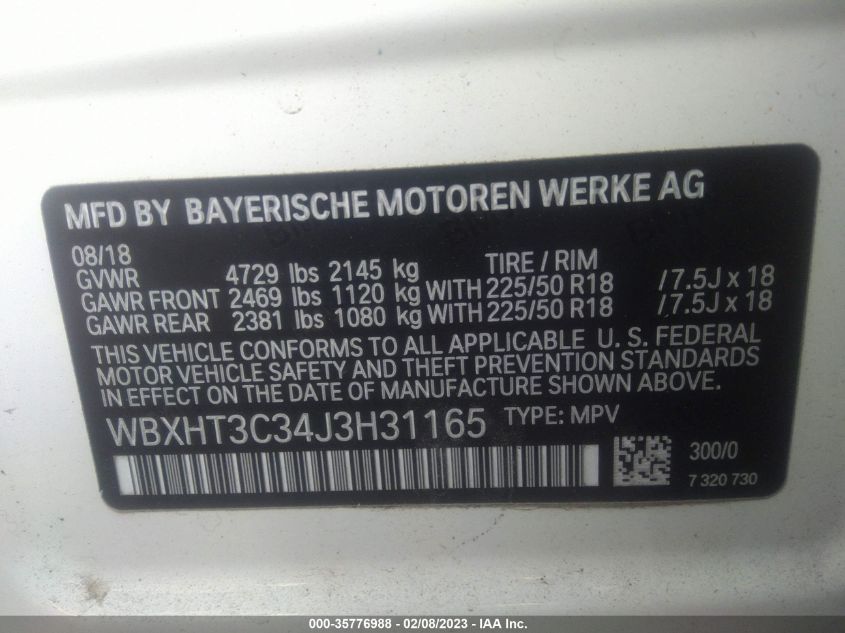 MFD BY BAYERISCHE MOTOREN WERKE AG
08/18
GVWR 4729 lbs 2145 kg TIRE / RIM
GAWR FRONT 2469 lbs 1120 kg WITH 225/50 R18 /7.5J x 18
GAWR REAR 2381 lbs 1080 kg WITH 225/50 R18 /7.5J x 18
THIS VEHICLE CONFORMS TO ALL APPLICABLE U. S. FEDERAL
MOTOR VEHICLE SAFETY AND THEFT PREVENTION STANDARDS
IN EFFECT ON THE DATE OF MANUFACTURE SHOWN ABOVE.
WBXHT3C34J3H31165 TYPE: MPV
300/0
7 320 730
000-35776988 - 02/08/2023 - IAA Inc.